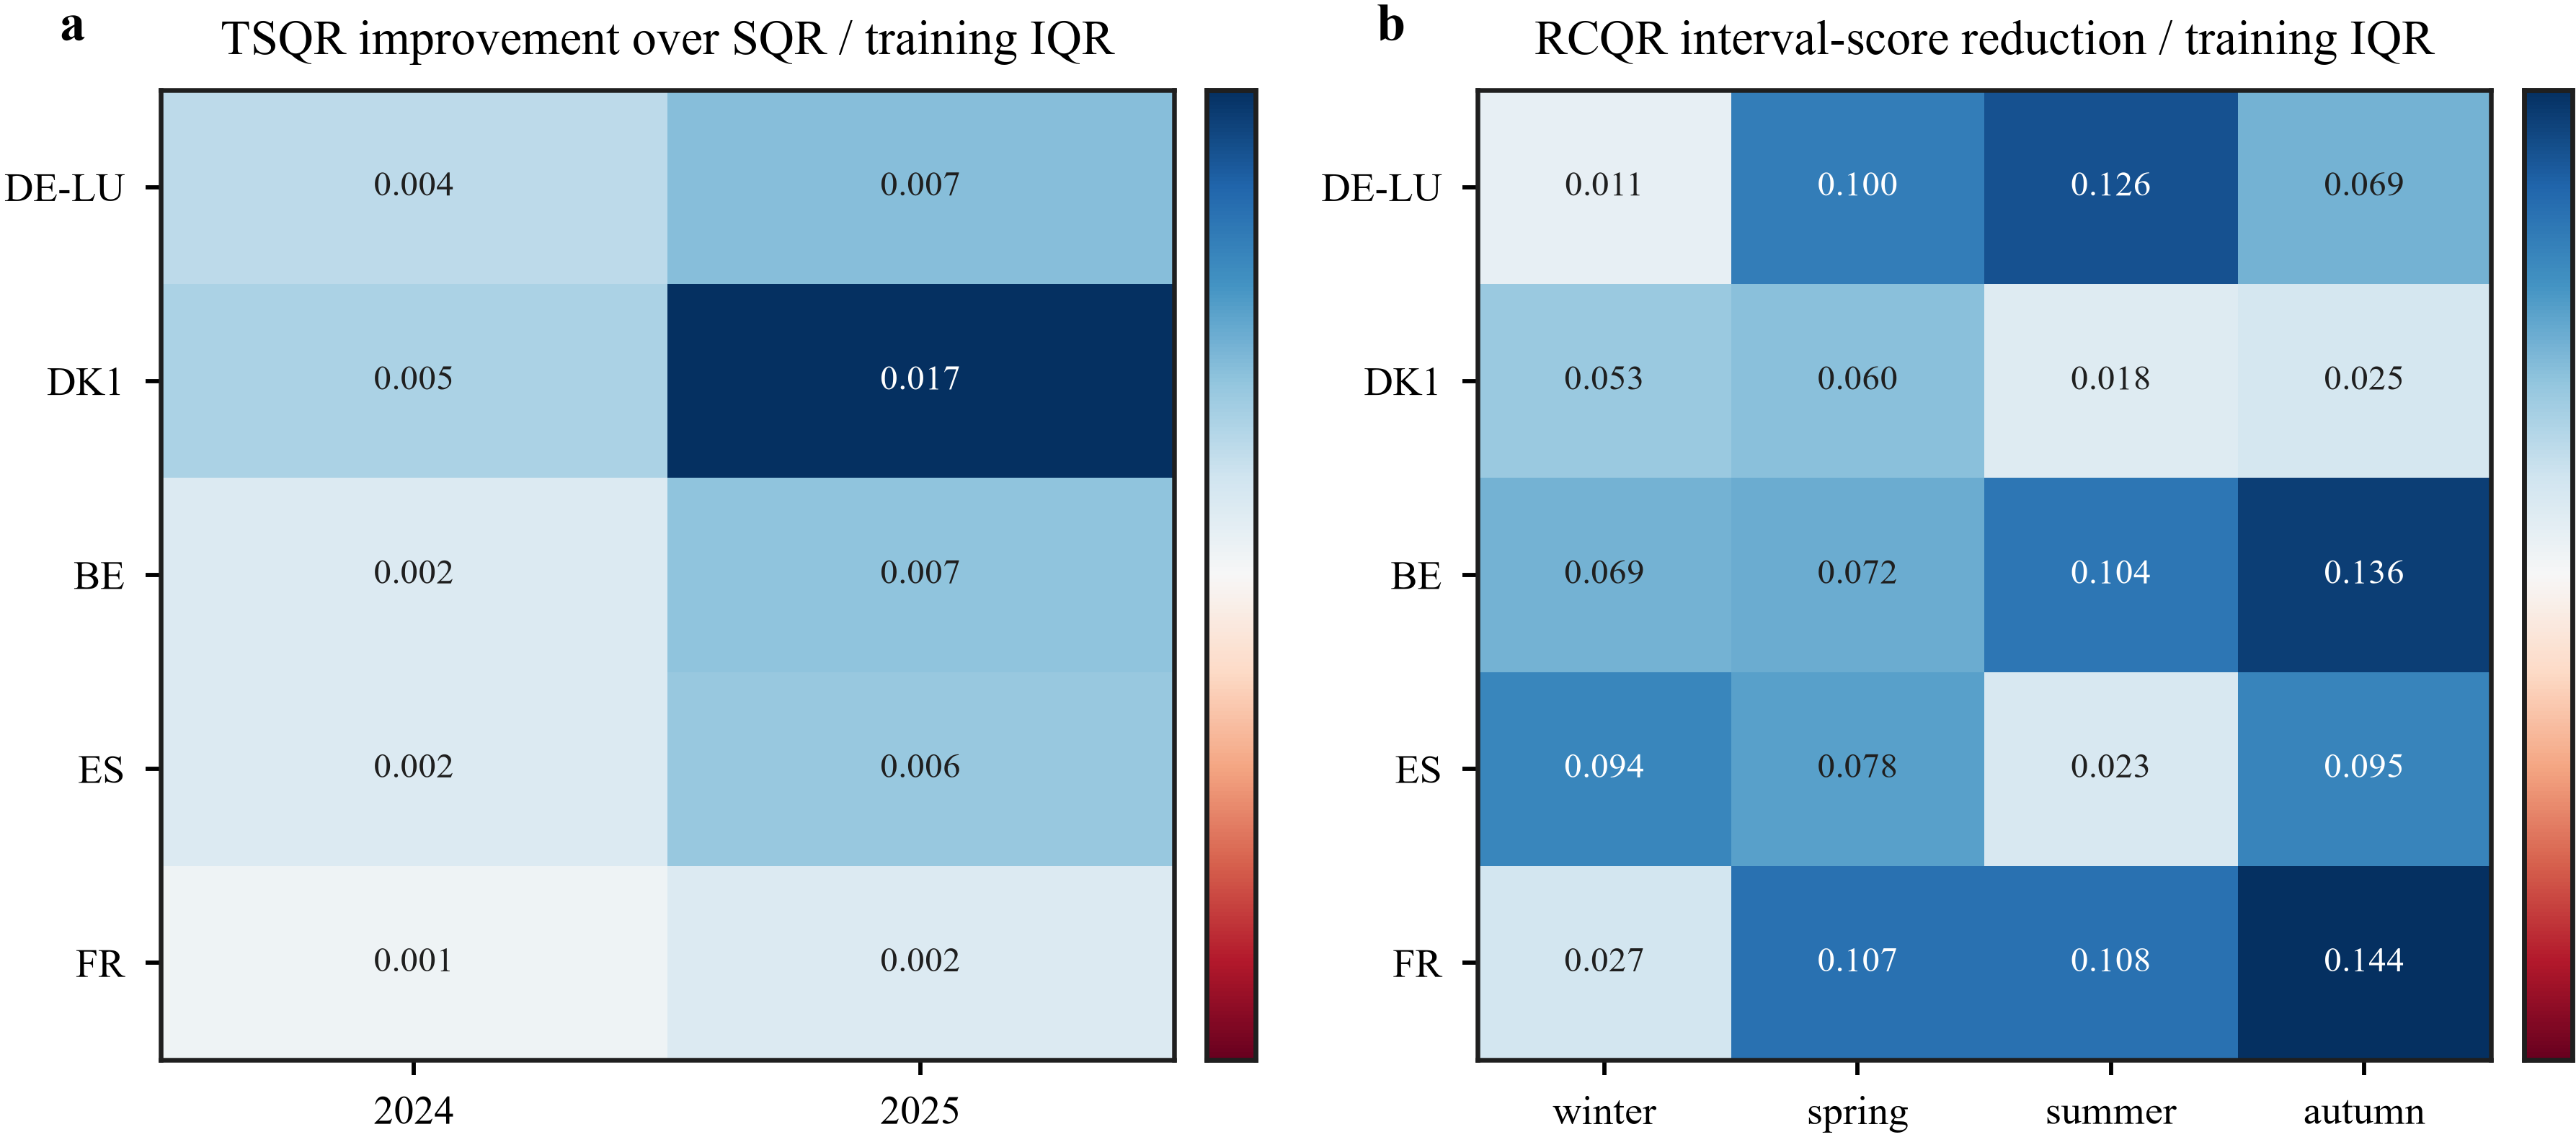 a
TSQR improvement over SQR / training IQR
DE-LU 0.004 0.007
DK1 0.005 0.017
BE 0.002 0.007
ES 0.002 0.006
FR 0.001 0.002
2024 2025
b
RCQR interval-score reduction / training IQR
DE-LU 0.011 0.100 0.126 0.069
DK1 0.053 0.060 0.018 0.025
BE 0.069 0.072 0.104 0.136
ES 0.094 0.078 0.023 0.095
FR 0.027 0.107 0.108 0.144
winter spring summer autumn